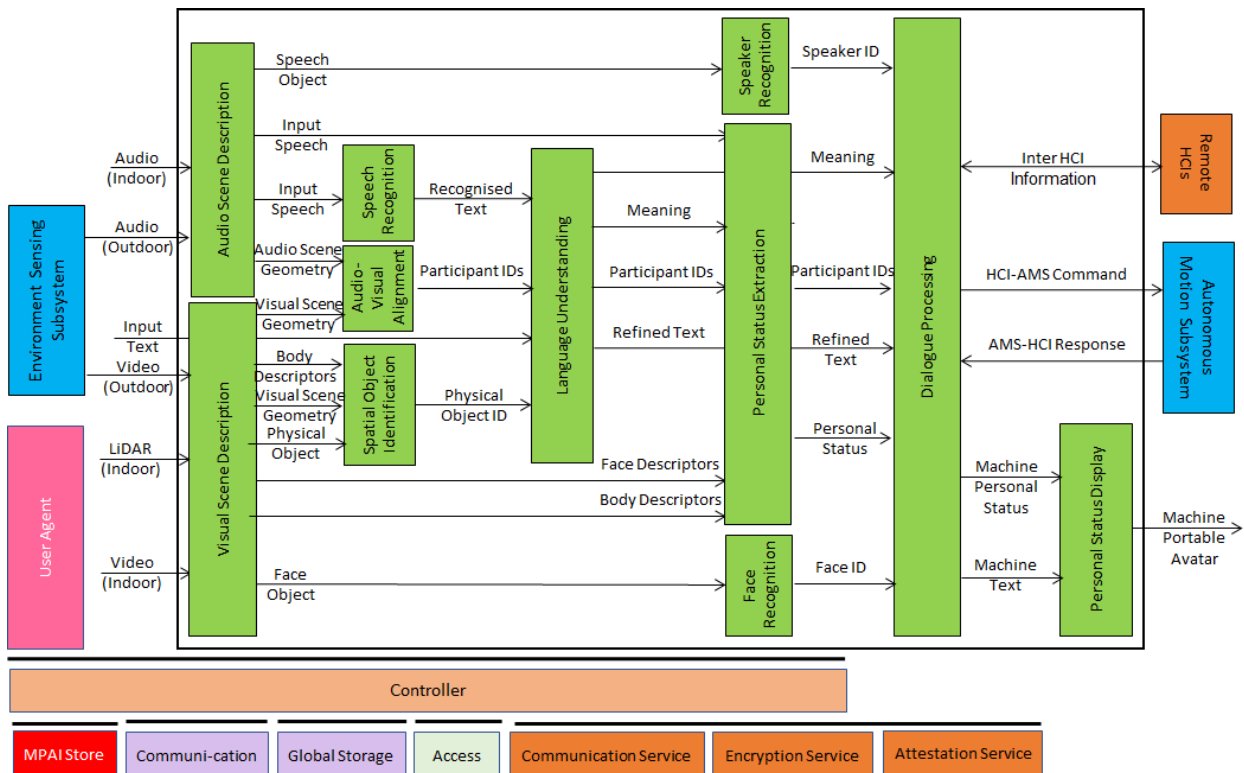 Environment Sensing
Subsystem
User Agent
Audio
(Indoor)
Audio
(Outdoor)
Input
Text
Video
(Outdoor)
LiDAR
(Indoor)
Video
(Indoor)
Audio Scene Description
Visual Scene Description
Speech
Object
Input
Speech
Input
Speech
Audio Scene
Geometry
Visual Scene
Geometry
Body
Descriptors
Visual Scene
Geometry
Physical
Object
Face
Object
Speech
Recognition
Audio-
Visual
Alignment
Spatial Object
Identification
Recognised
Text
Participant IDs
Physical
Object ID
Language Understanding
Meaning
Participant IDs
Refined Text
Face Descriptors
Body Descriptors
Speaker
Recognition
Personal Status Extraction
Face
Recognition
Speaker ID
Meaning
Participant IDs
Refined
Text
Personal
Status
Face ID
Dialogue Processing
Inter HCI
Information
HCI-AMS Command
AMS-HCI Response
Machine
Personal
Status
Machine
Text
Personal Status Display
Remote
HCIs
Autonomous
Motion Subsystem
Machine
Portable
Avatar
Controller
MPAI Store
Communi-cation
Global Storage
Access
Communication Service
Encryption Service
Attestation Service